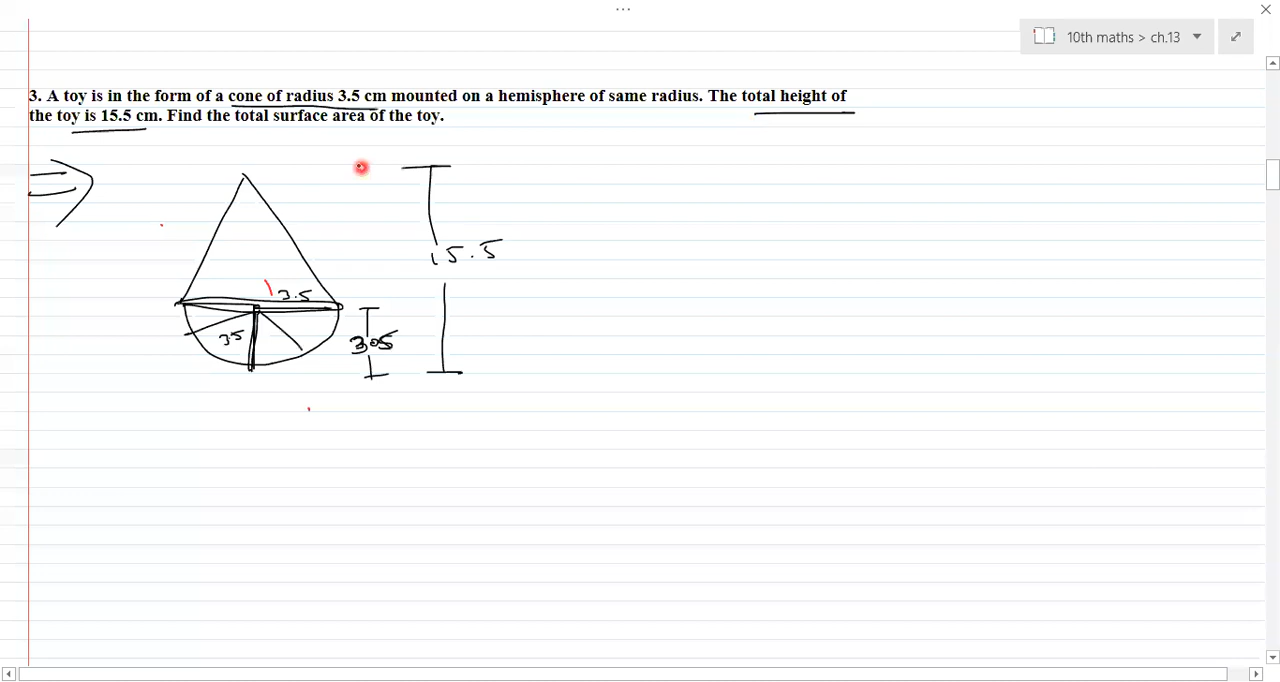 10th maths > ch.13
3. A toy is in the form of a cone of radius 3.5 cm mounted on a hemisphere of same radius. The total height of
the toy is 15.5 cm. Find the total surface area of the toy.
15.5
3.5
35
3.5